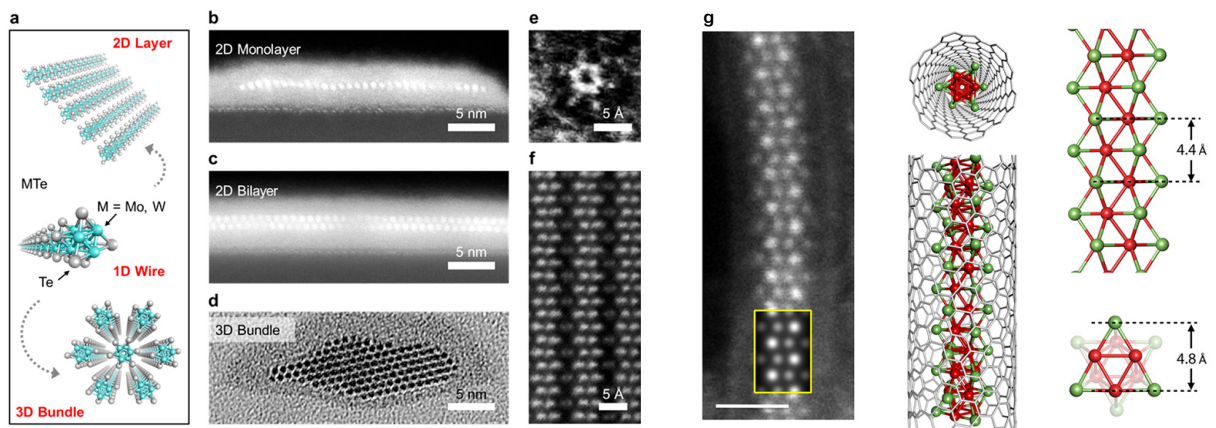 a
2D Layer
MTe
M = Mo, W
Te
1D Wire
3D Bundle
b
2D Monolayer
5 nm
c
2D Bilayer
5 nm
d
3D Bundle
5 nm
e
5 Å
f
5 Å
g
4.4 Å
4.8 Å